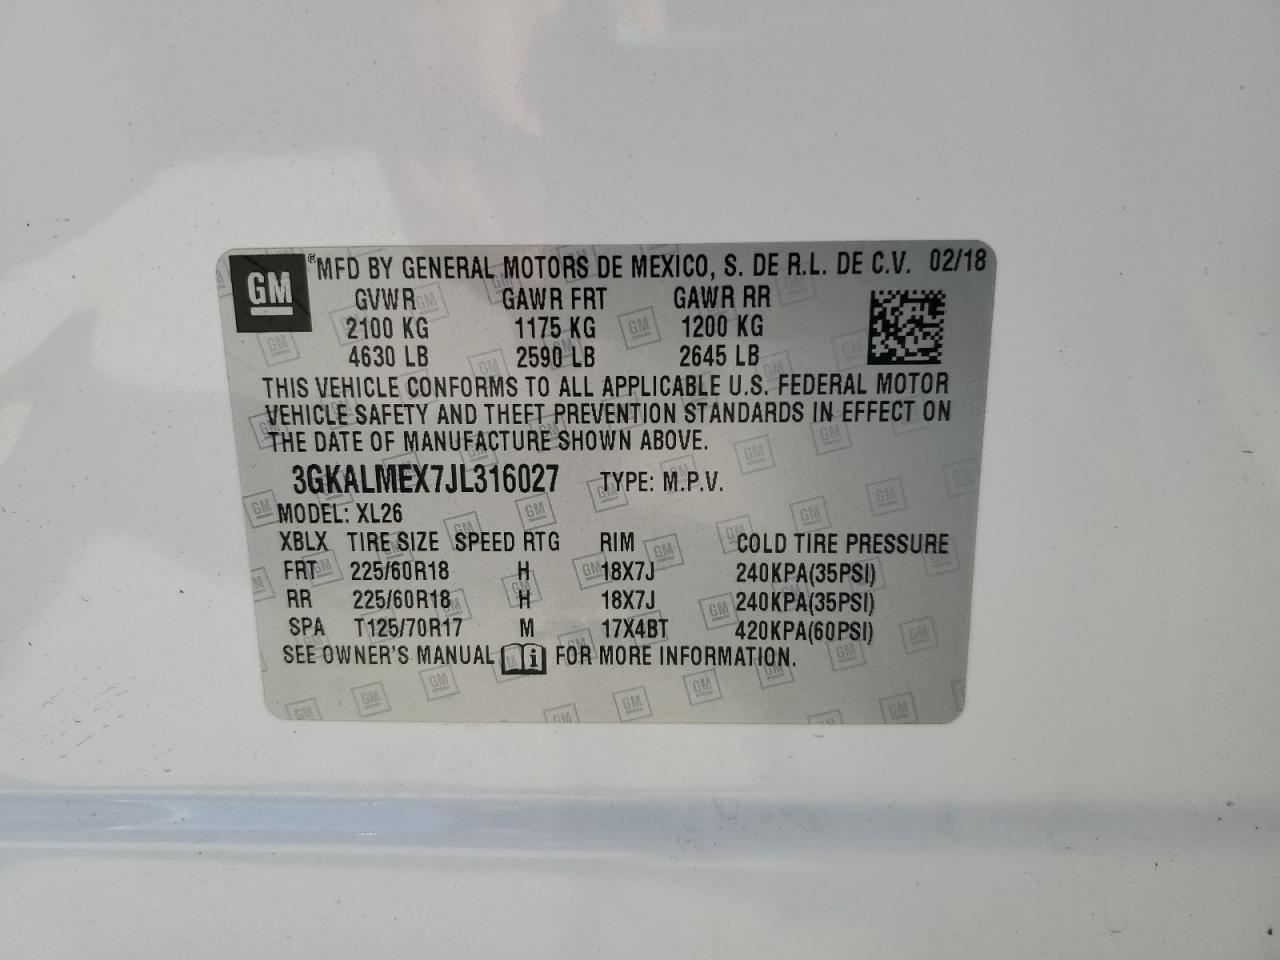 GM
® MFD BY GENERAL MOTORS DE MEXICO, S. DE R.L. DE C.V. 02/18
GVWR GAWR FRT GAWR RR
2100 KG 1175 KG 1200 KG
4630 LB 2590 LB 2645 LB
THIS VEHICLE CONFORMS TO ALL APPLICABLE U.S. FEDERAL MOTOR
VEHICLE SAFETY AND THEFT PREVENTION STANDARDS IN EFFECT ON
THE DATE OF MANUFACTURE SHOWN ABOVE.
3GKALMEX7JL316027 TYPE: M.P.V.
MODEL: XL26
XBLX TIRE SIZE SPEED RTG RIM COLD TIRE PRESSURE
FRT 225/60R18 H 18X7J 240KPA(35PSI)
RR 225/60R18 H 18X7J 240KPA(35PSI)
SPA T125/70R17 M 17X4BT 420KPA(60PSI)
SEE OWNER'S MANUAL i FOR MORE INFORMATION.